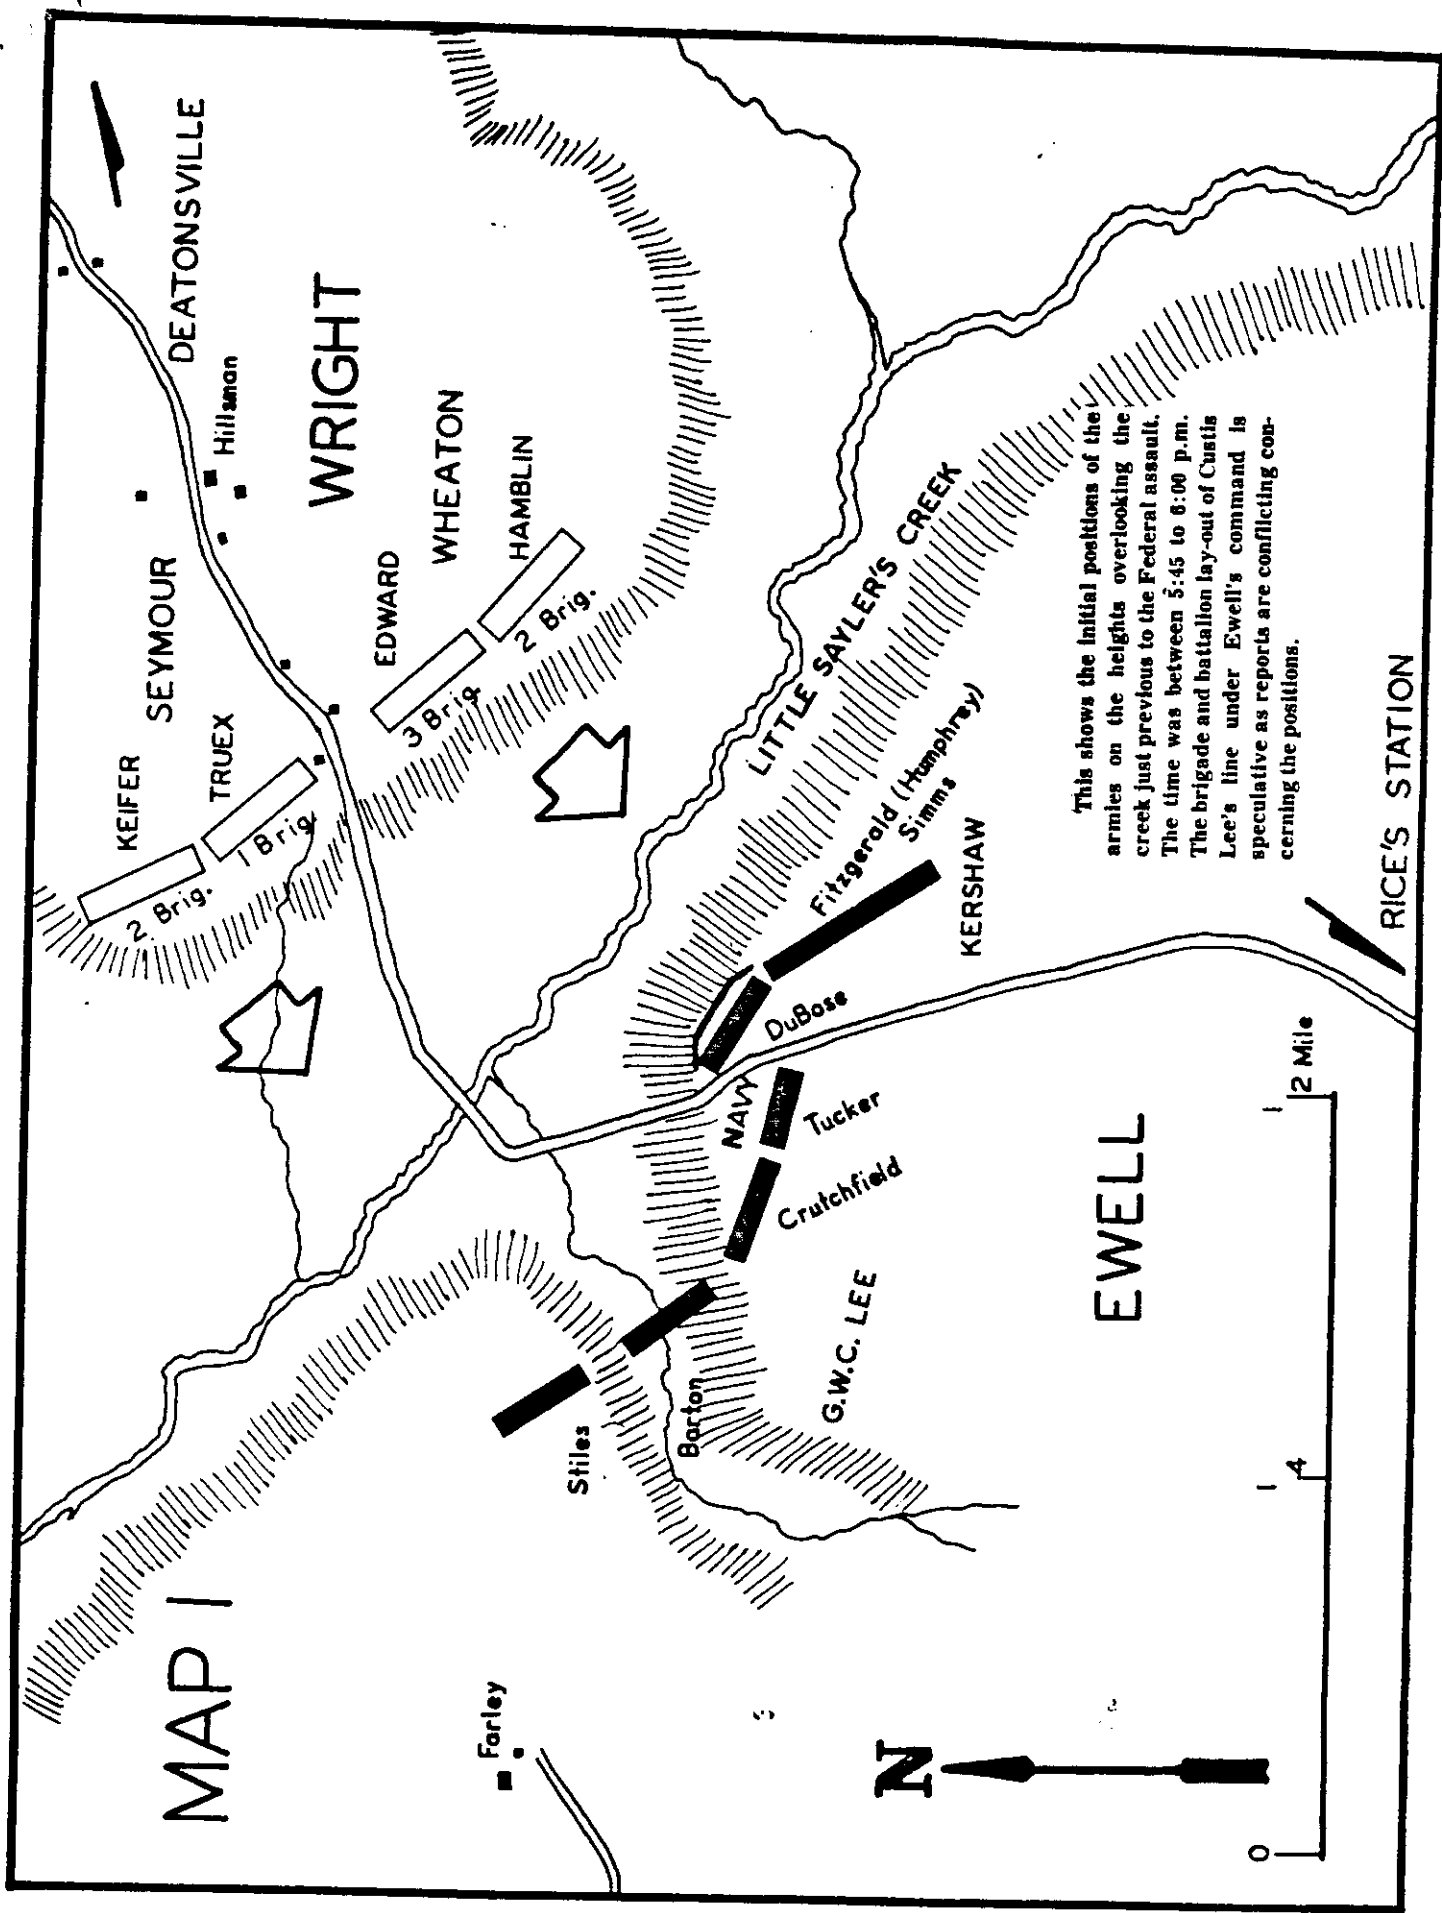 MAP 1
DEATONSVILLE
Hillsman
SEYMOUR
WRIGHT
KEIFER
TRUEX
2 Brig.
1 Brig.
EDWARD
WHEATON
HAMBLIN
3 Brig.
2 Brig.
LITTLE SAYLER'S CREEK
Farley
Stiles
Barton
G.W.C. LEE
Crutchfield
NAVY
Tucker
DuBose
Fitzgerald (Humphrey)
Simms
KERSHAW
EWELL
N
This shows the initial positions of the
armies on the heights overlooking the
creek just previous to the Federal assault.
The time was between 5:45 to 6:00 p.m.
The brigade and battalion lay-out of Custis
Lee's line under Ewell's command is
speculative as reports are conflicting con-
cerning the positions.
0
1 4
1 2 Mile
RICE'S STATION